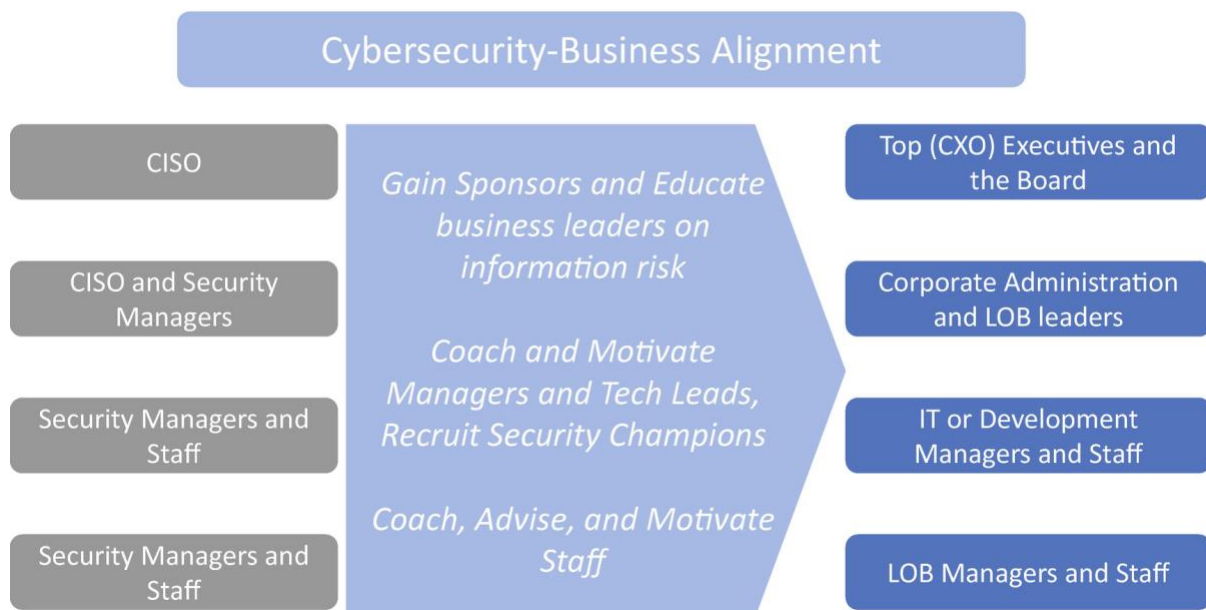 Cybersecurity-Business Alignment
CISO
CISO and Security
Managers
Security Managers and
Staff
Security Managers and
Staff
Gain Sponsors and Educate
business leaders on
information risk
Coach and Motivate
Managers and Tech Leads,
Recruit Security Champions
Coach, Advise, and Motivate
Staff
Top (CXO) Executives and
the Board
Corporate Administration
and LOB leaders
IT or Development
Managers and Staff
LOB Managers and Staff